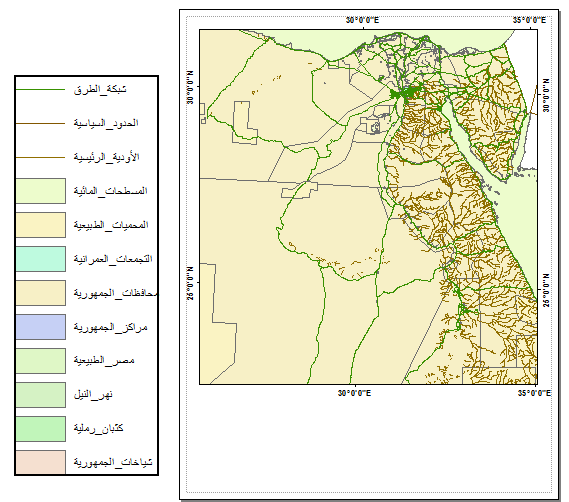 شبكة_الطرق
الحدود_السياسية
الأودية_الرئيسية
المسطحات_المائية
المحميات_الطبيعية
التجمعات_العمرانية
محافظات_الجمهورية
مراكز_الجمهورية
مصر_الطبيعية
نهر_النيل
كثبان_رملية
شياخات_الجمهورية
30°0'0"E 35°0'0"E
30°0'0"N 30°0'0"N
25°0'0"N 25°0'0"N
30°0'0"E 35°0'0"E